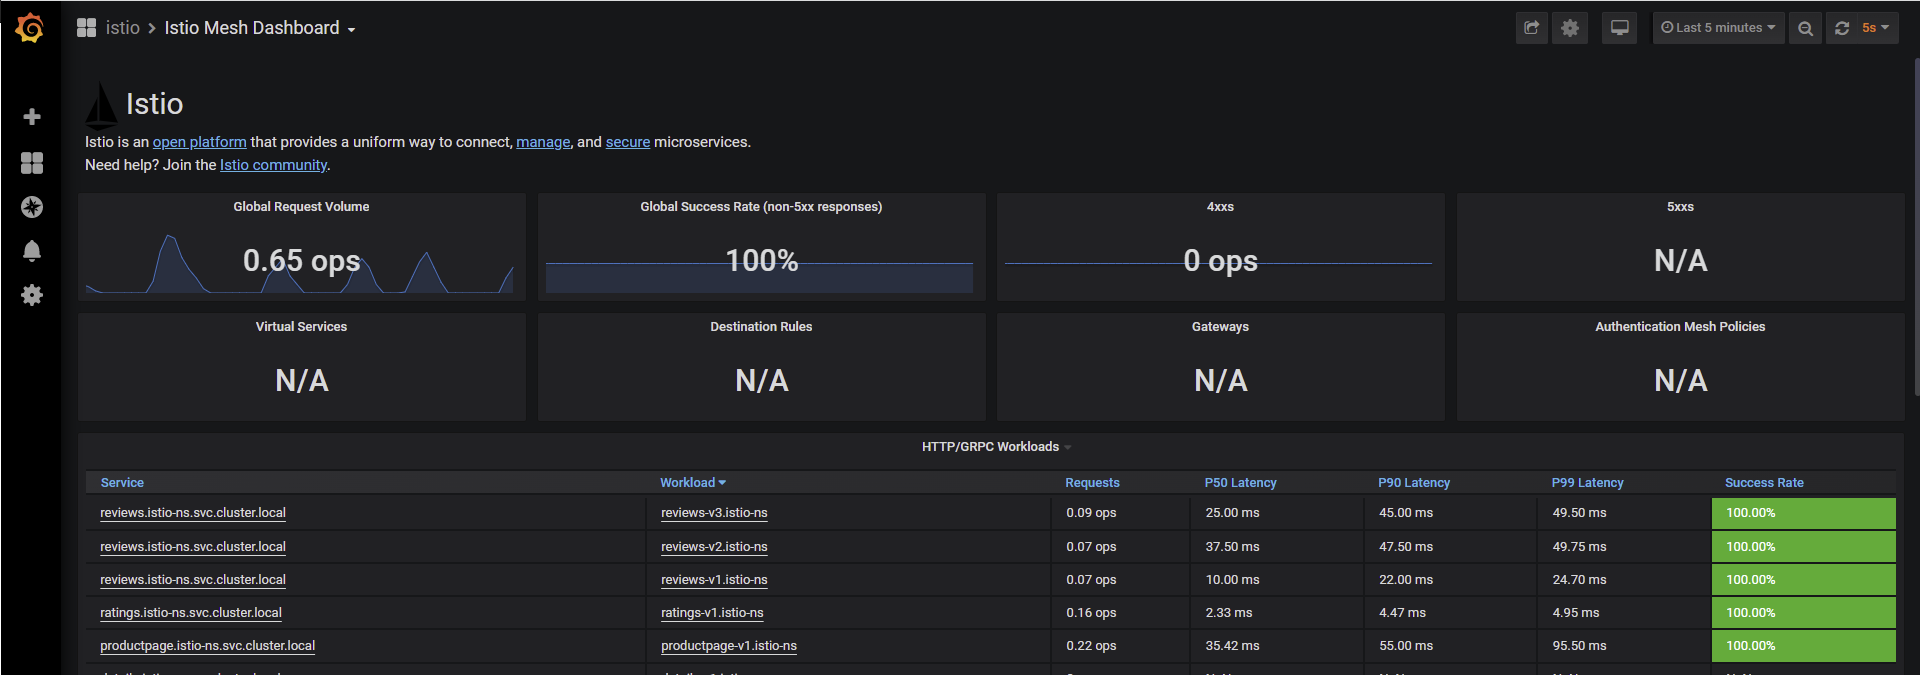 istio > Istio Mesh Dashboard
Last 5 minutes
5s
Istio
Istio is an open platform that provides a uniform way to connect, manage, and secure microservices.
Need help? Join the Istio community.
Global Request Volume
0.65 ops
Global Success Rate (non-5xx responses)
100%
4xxs
0 ops
5xxs
N/A
Virtual Services
N/A
Destination Rules
N/A
Gateways
N/A
Authentication Mesh Policies
N/A
HTTP/GRPC Workloads
Service Workload Requests P50 Latency P90 Latency P99 Latency Success Rate
reviews.istio-ns.svc.cluster.local reviews-v3.istio-ns 0.09 ops 25.00 ms 45.00 ms 49.50 ms 100.00%
reviews.istio-ns.svc.cluster.local reviews-v2.istio-ns 0.07 ops 37.50 ms 47.50 ms 49.75 ms 100.00%
reviews.istio-ns.svc.cluster.local reviews-v1.istio-ns 0.07 ops 10.00 ms 22.00 ms 24.70 ms 100.00%
ratings.istio-ns.svc.cluster.local ratings-v1.istio-ns 0.16 ops 2.33 ms 4.47 ms 4.95 ms 100.00%
productpage.istio-ns.svc.cluster.local productpage-v1.istio-ns 0.22 ops 35.42 ms 55.00 ms 95.50 ms 100.00%